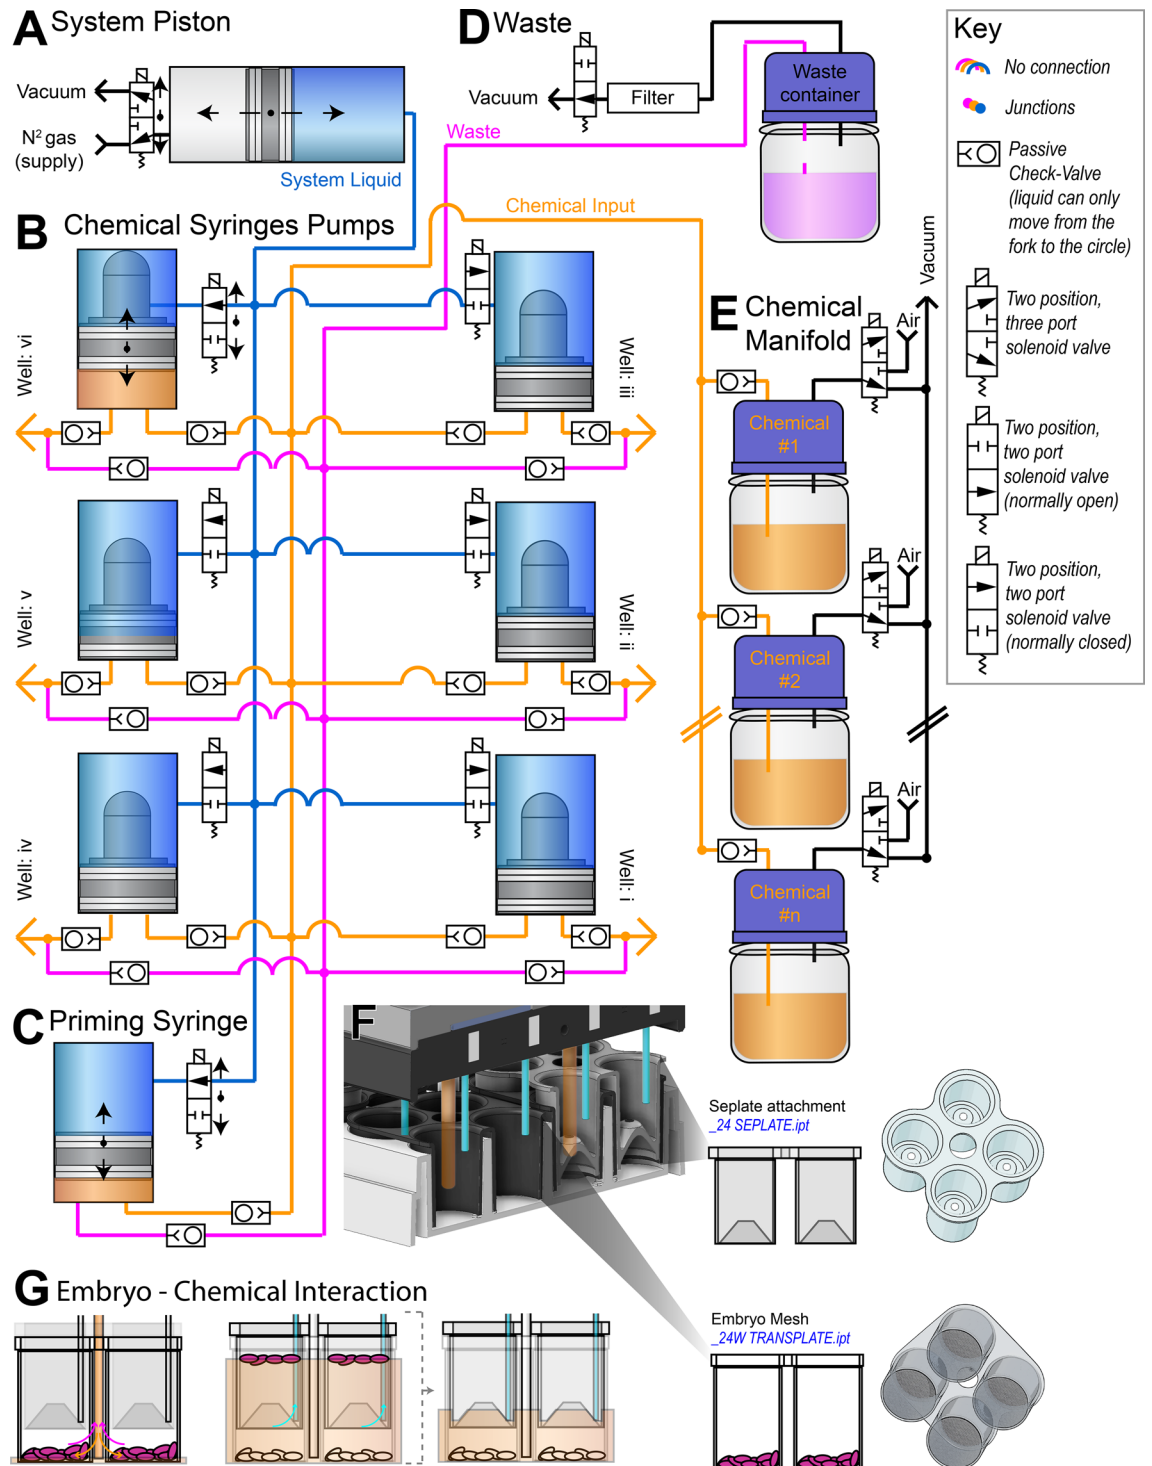 A System Piston
Vacuum
N² gas
(supply)
System Liquid
D Waste
Vacuum
Filter
Waste
container
Waste
Chemical Input
Key
No connection
Junctions
Passive
Check-Valve
(liquid can only
move from the
fork to the circle)
Two position,
three port
solenoid valve
Two position,
two port
solenoid valve
(normally open)
Two position,
two port
solenoid valve
(normally closed)
B Chemical Syringes Pumps
Well: vi
Well: iii
Well: v
Well: ii
Well: iv
Well: i
E Chemical
Manifold
Vacuum
Air
Chemical
#1
Air
Chemical
#2
Air
Chemical
#n
C Priming Syringe
F
Seplate attachment
_24 SEPLATE.ipt
Embryo Mesh
_24W TRANSPLATE.ipt
G Embryo - Chemical Interaction